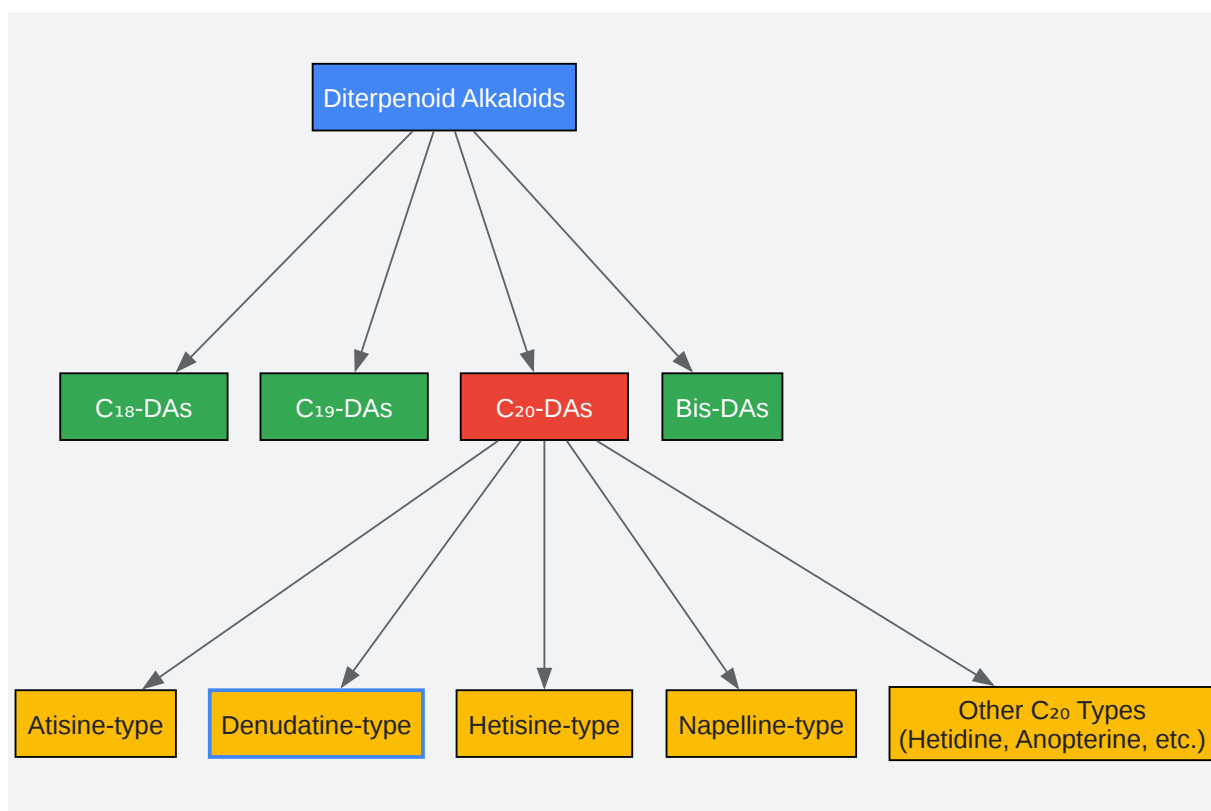 Diterpenoid Alkaloids
C₁₈-DAs
C₁₉-DAs
C₂₀-DAs
Bis-DAs
Atisine-type
Denudatine-type
Hetisine-type
Napelline-type
Other C₂₀ Types
(Hetidine, Anopterine, etc.)